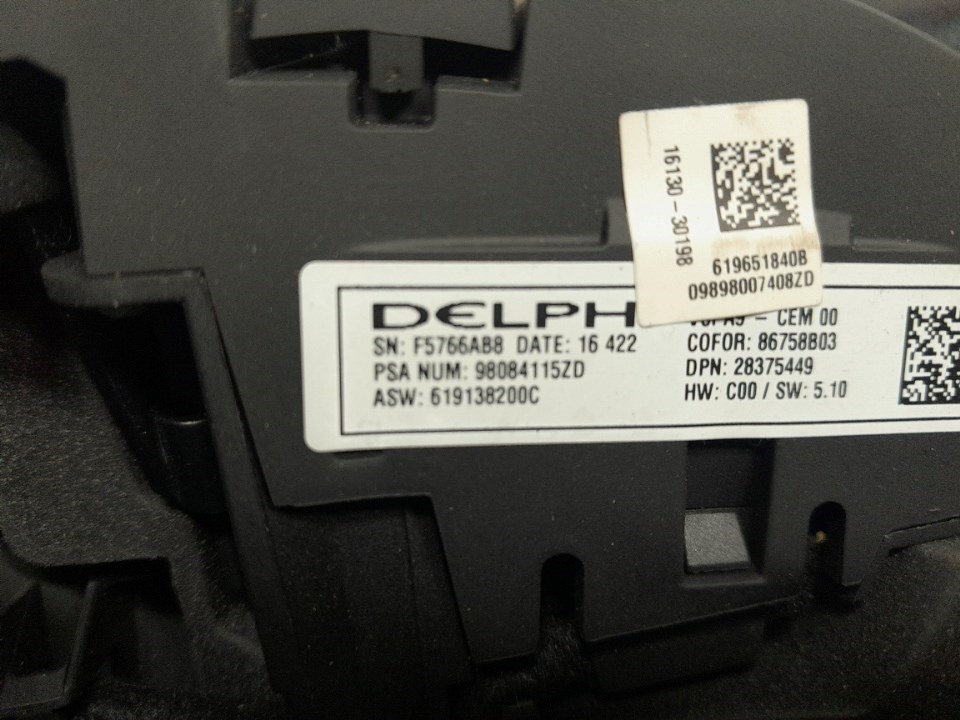 16130-30198
619651840B
09898007408ZD
DELPH
SN: F5766AB8 DATE: 16 422
PSA NUM: 98084115ZD
ASW: 619138200C
- CEM 00
COFOR: 86758B03
DPN: 28375449
HW: C00 / SW: 5.10